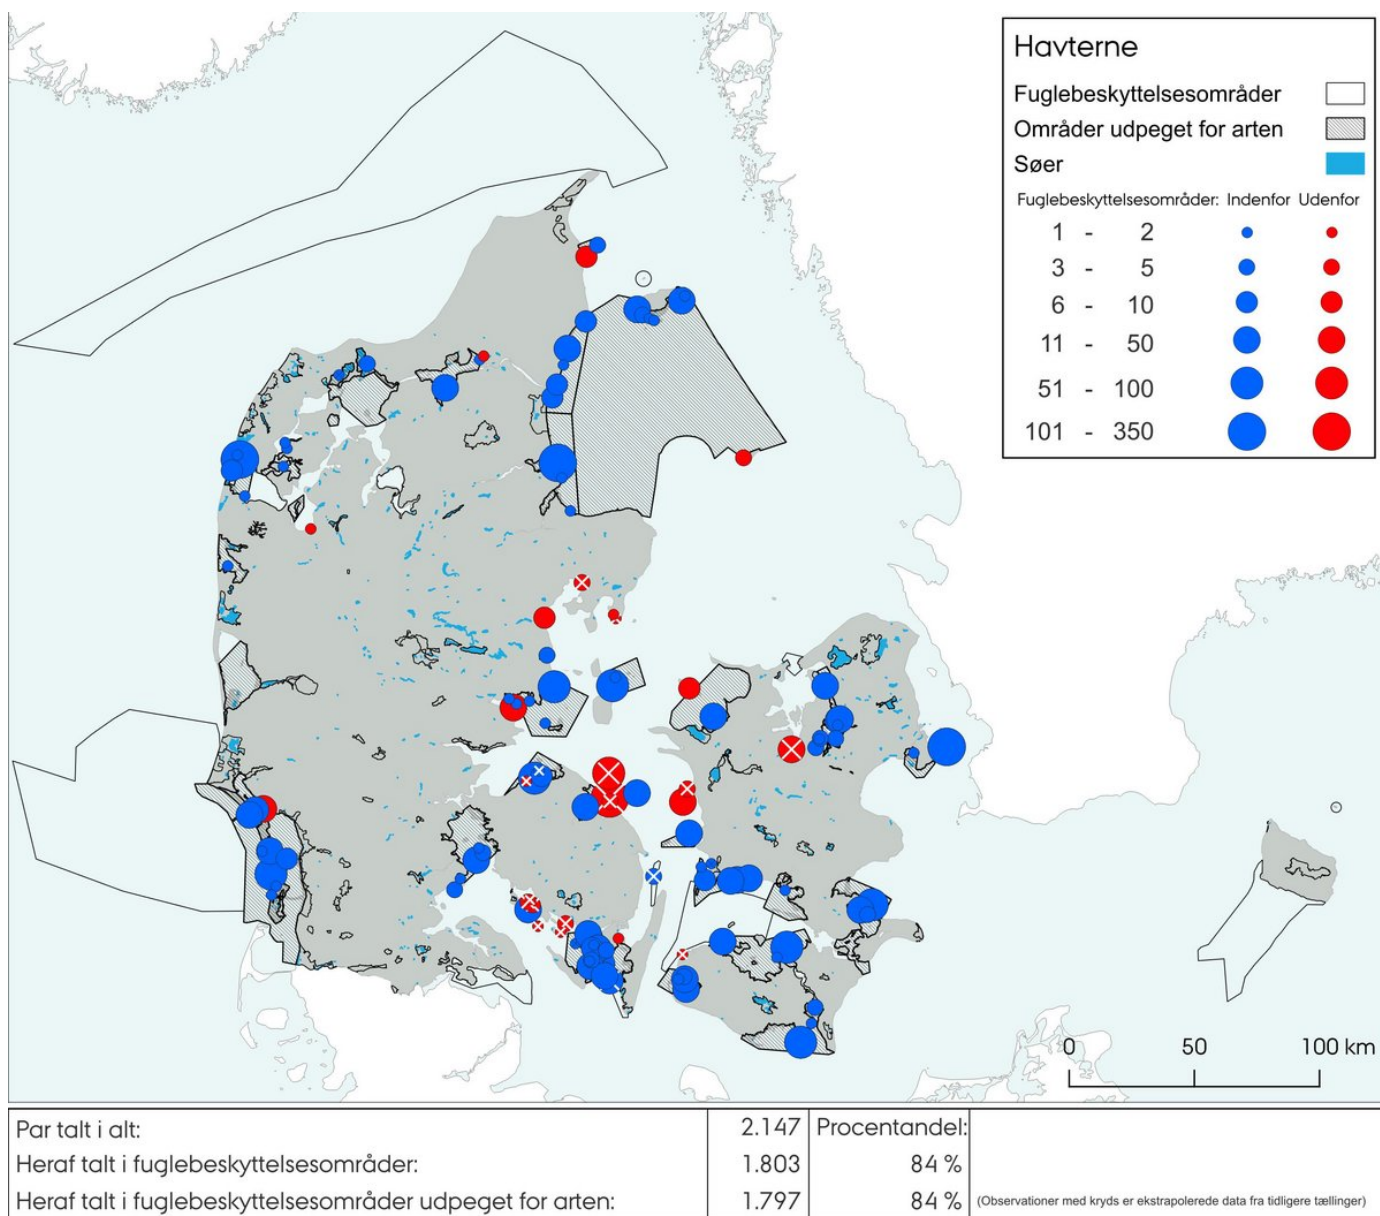 Havterne
Fuglebeskyttelsesområder
Områder udpeget for arten
Søer
Fuglebeskyttelsesområder: Indenfor Udenfor
1 - 2
3 - 5
6 - 10
11 - 50
51 - 100
101 - 350
0 50 100 km
Par talt i alt: 2.147 Procentandel:
Heraf talt i fuglebeskyttelsesområder: 1.803 84 %
Heraf talt i fuglebeskyttelsesområder udpeget for arten: 1.797 84 % (Observationer med kryds er ekstrapolerede data fra tidligere tællinger)